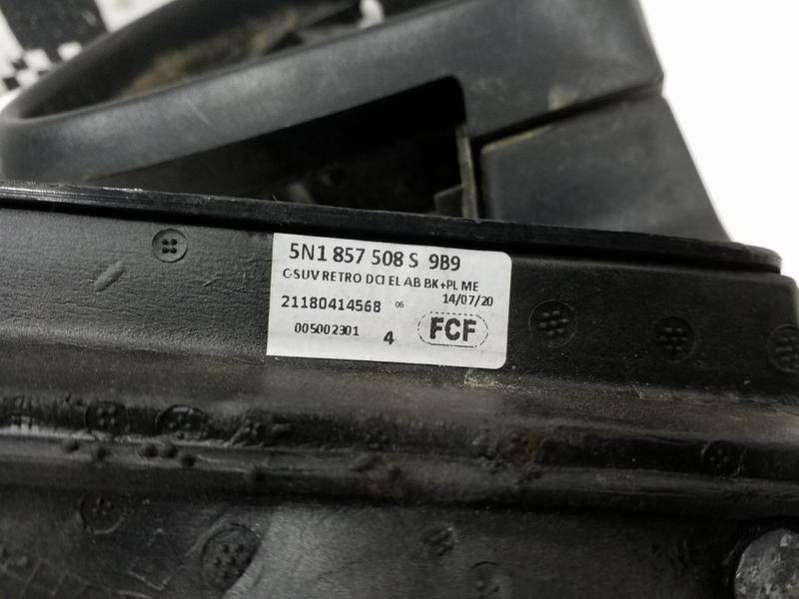 5N1 857 508 S 9B9
C-SUV RETRO DCI EL AB BK+PL ME
21180414568 06 14/07/20
005002301 4 FCF